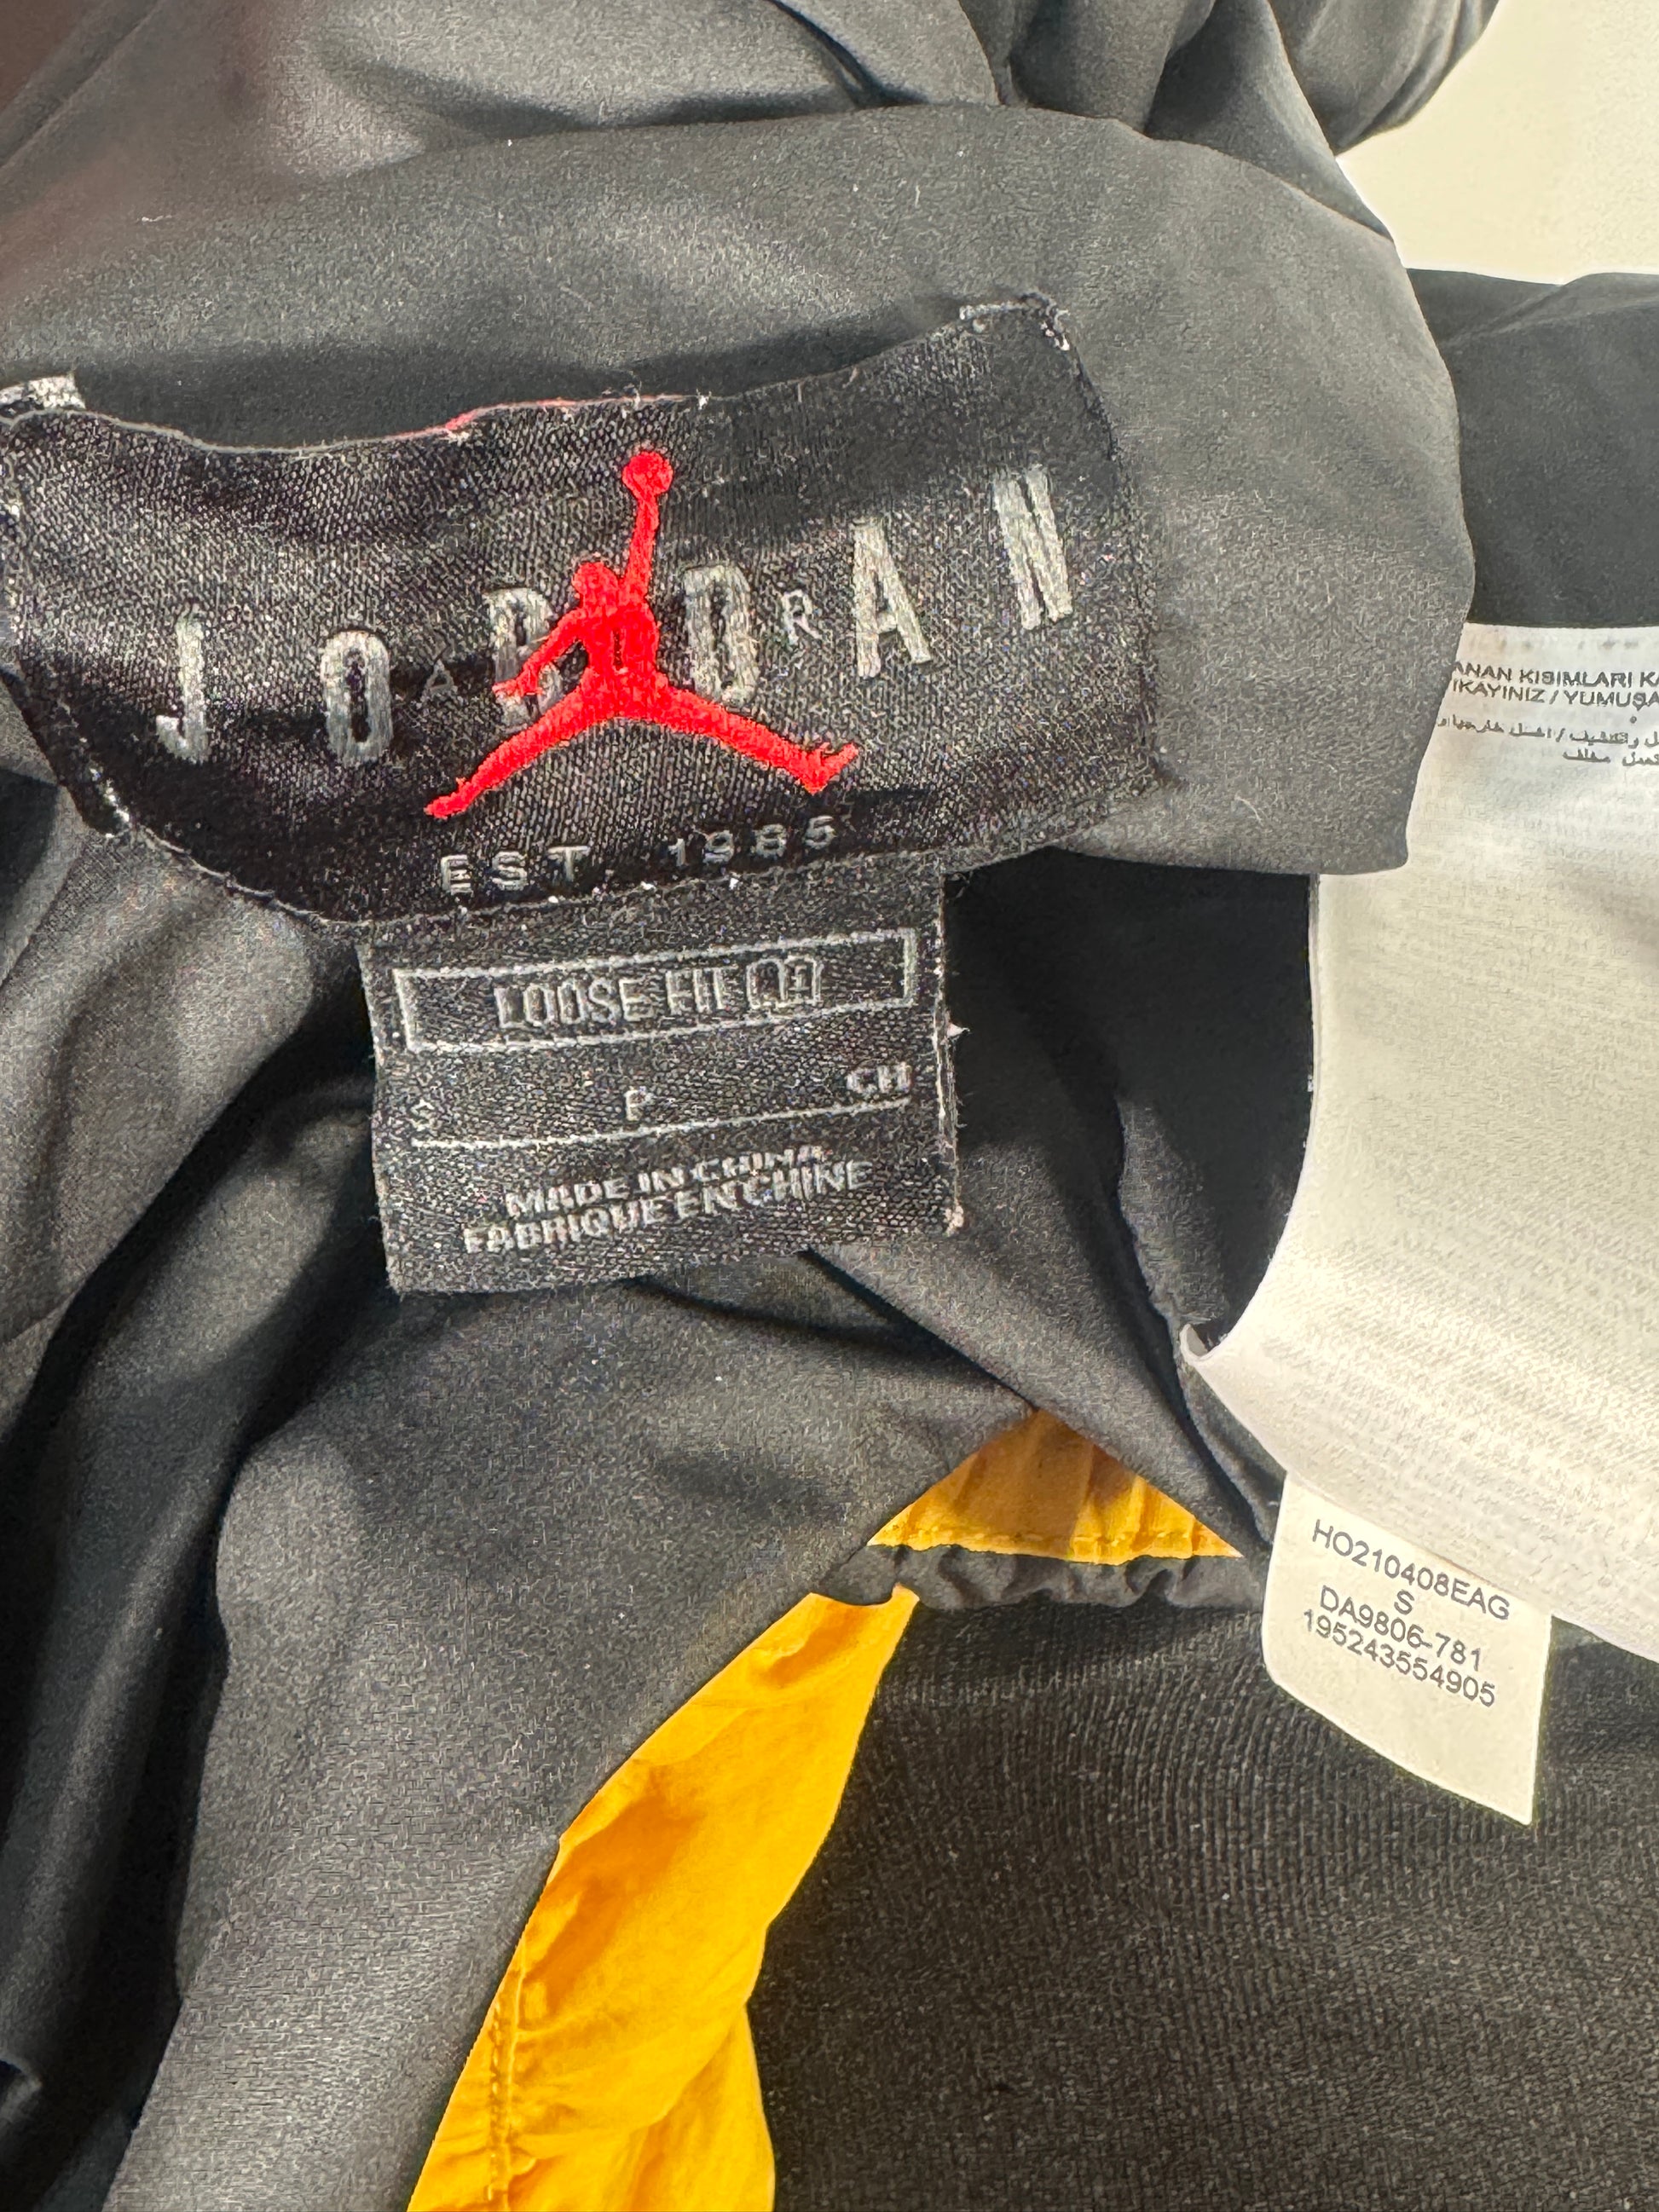 JORDAN
AIR
EST. 1985
LOOSE FIT
S P CH
MADE IN CHINA
FABRIQUE EN CHINE
ANAN KISIMLARI KA
IKAYINIZ / YUMUŞA
HO210408EAG
S
DA9806-781
195243554905